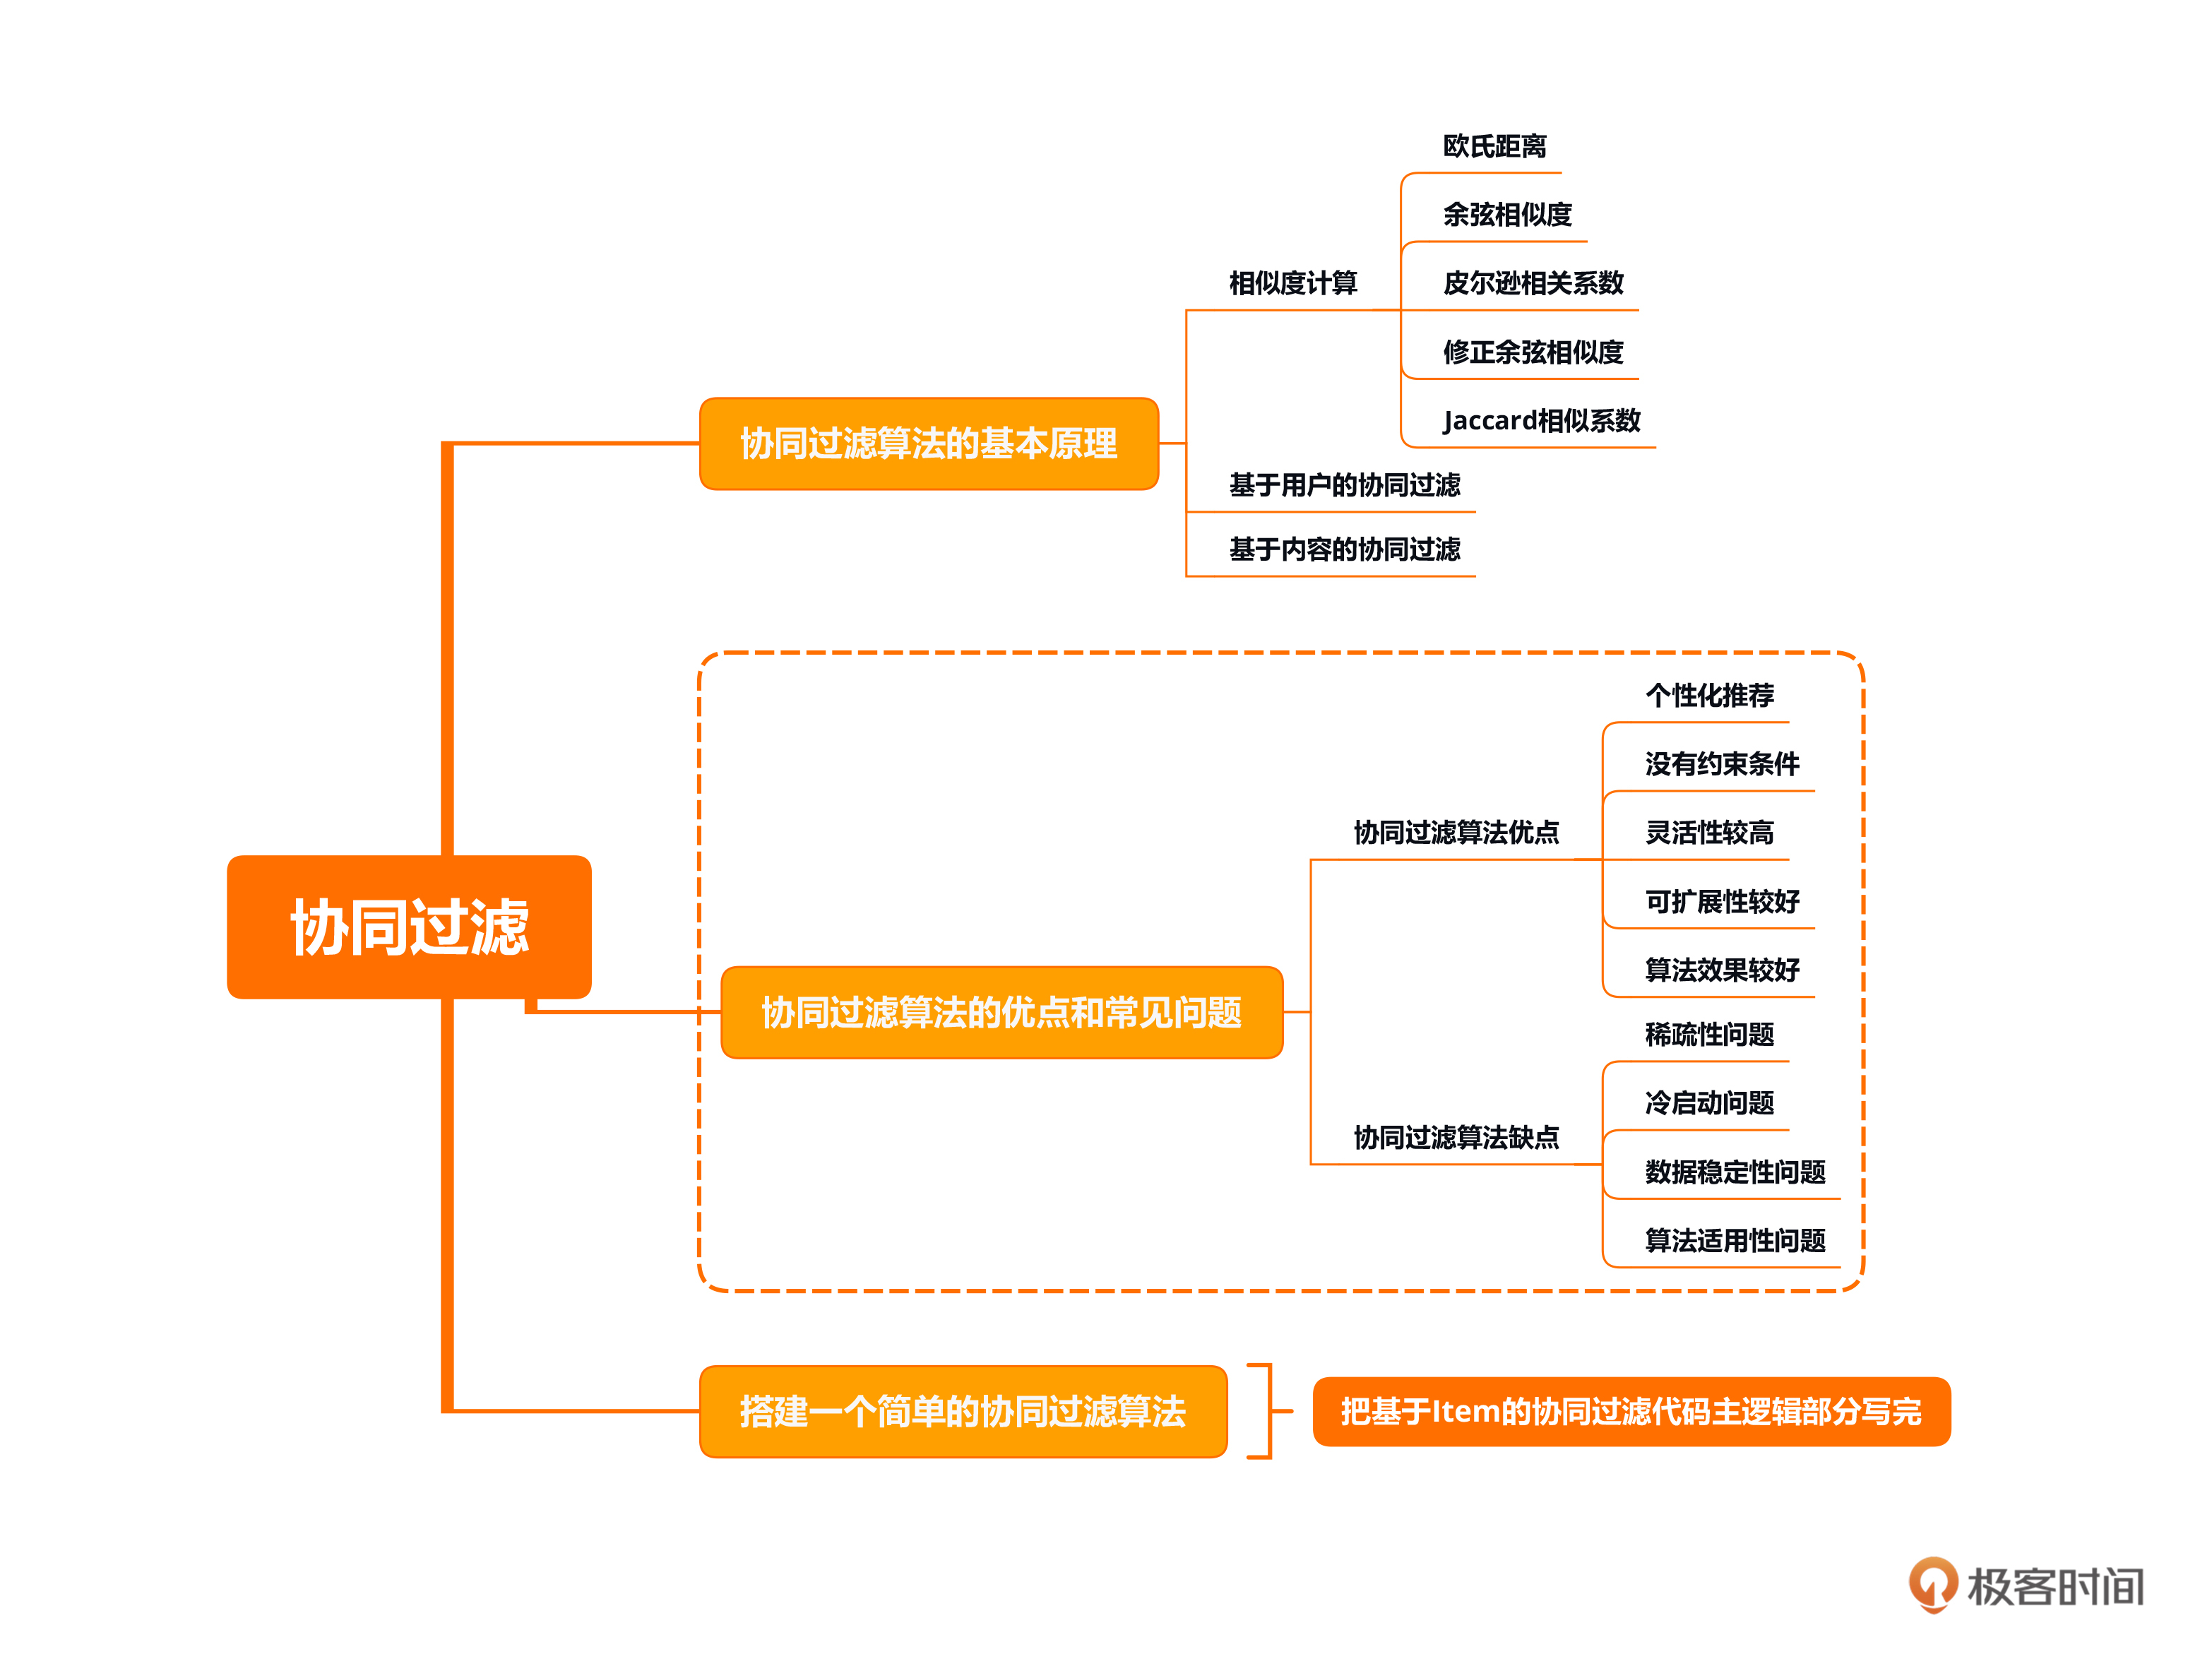 协同过滤
协同过滤算法的基本原理
相似度计算
欧氏距离
余弦相似度
皮尔逊相关系数
修正余弦相似度
Jaccard相似系数
基于用户的协同过滤
基于内容的协同过滤
协同过滤算法的优点和常见问题
协同过滤算法优点
个性化推荐
没有约束条件
灵活性较高
可扩展性较好
算法效果较好
协同过滤算法缺点
稀疏性问题
冷启动问题
数据稳定性问题
算法适用性问题
搭建一个简单的协同过滤算法
把基于Item的协同过滤代码主逻辑部分写完
极客时间